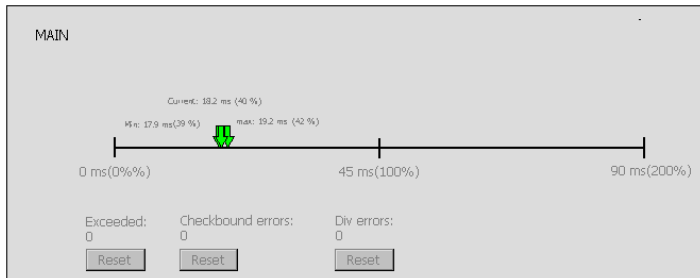 MAIN
Current: 18.2 ms (40 %)
Min: 17.9 ms(39 %) max: 19.2 ms (42 %)
0 ms(0%%) 45 ms(100%) 90 ms(200%)
Exceeded: Checkbound errors: Div errors:
0 0 0
Reset Reset Reset